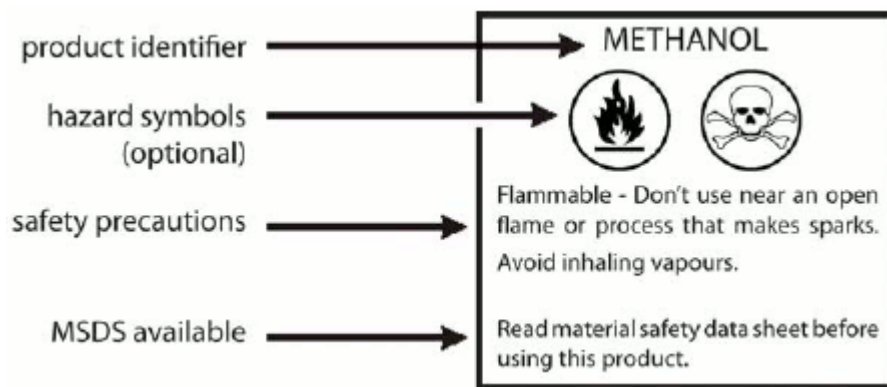 product identifier
METHANOL
hazard symbols
(optional)
safety precautions
Flammable - Don't use near an open
flame or process that makes sparks.
Avoid inhaling vapours.
MSDS available
Read material safety data sheet before
using this product.